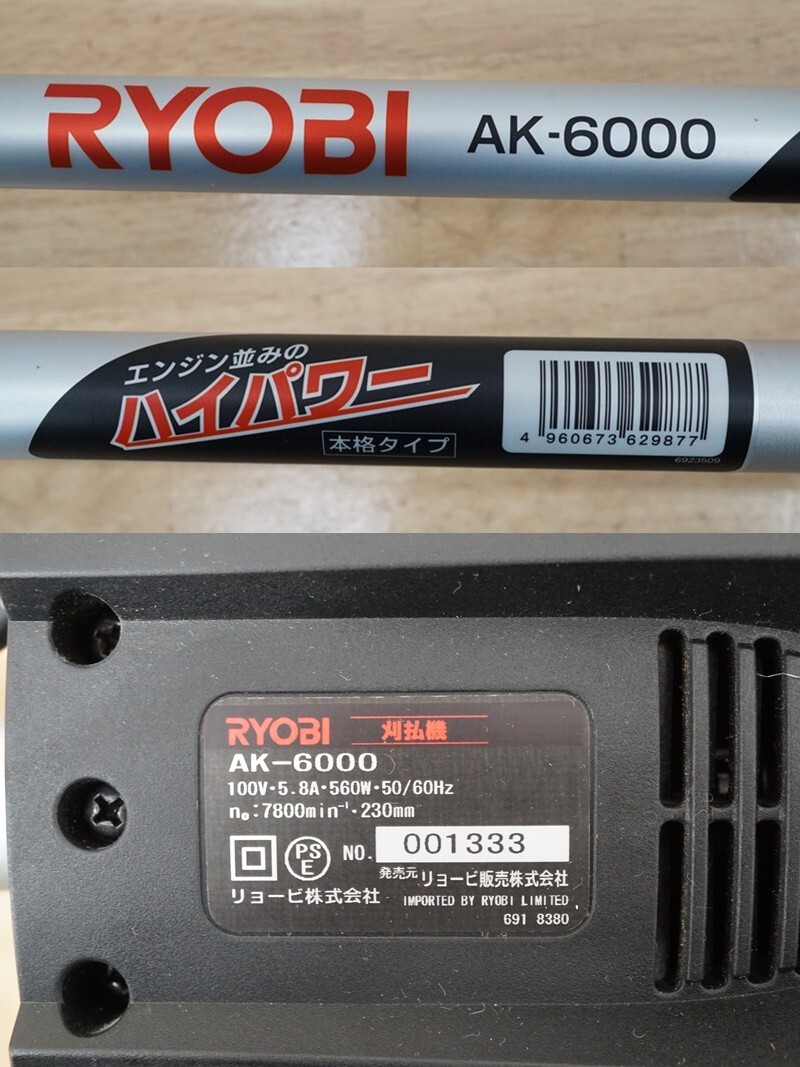 RYOBI AK-6000
エンジン並みの
ハイパワー
本格タイプ
4 960673 629877
6923509
RYOBI 刈払機
AK-6000
100V・5.8A・560W・50/60Hz
n₀:7800min⁻¹・230mm
PS
E
NO. 001333
発売元 リョービ販売株式会社
リョービ株式会社 IMPORTED BY RYOBI LIMITED
691 8380